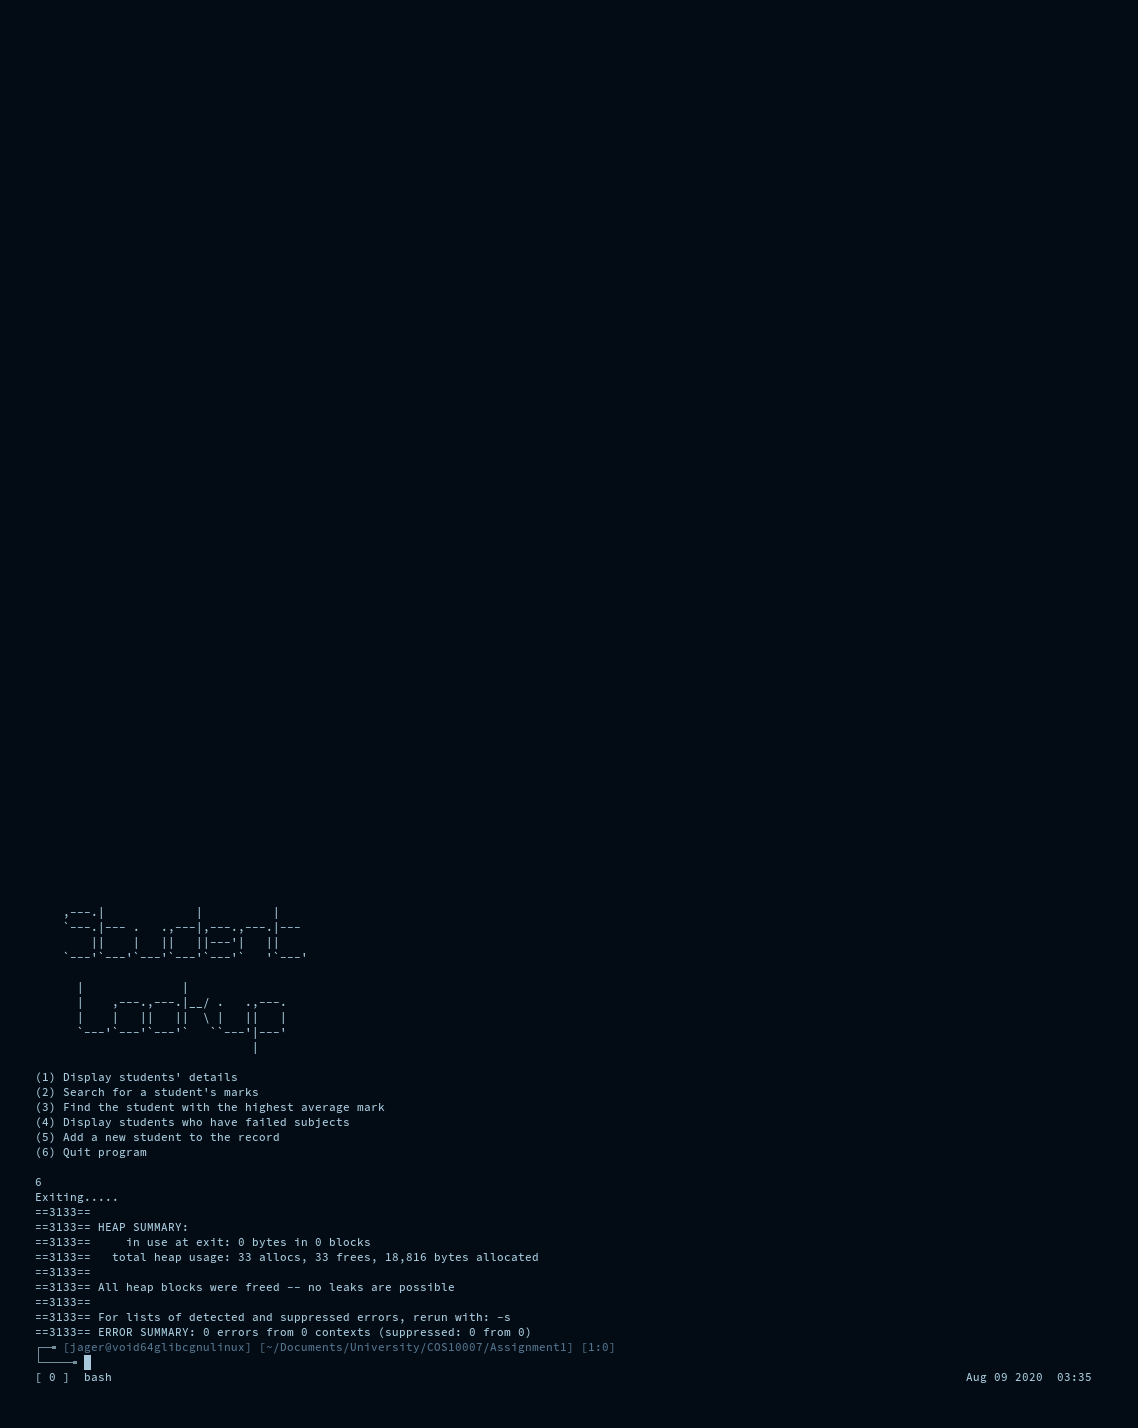 ,---.|             |          |
    `---.|--- .   .,---|,---.,---.|---
        ||    |   ||   ||---'|   ||
    `---'`---'`---'`---'`---'`   '`---'

      |              |
      |    ,---.,---.|__/ .   .,---.
      |    |   ||   ||  \ |   ||   |
      `---'`---'`---'`   ``---'|---'
                               |

(1) Display students' details
(2) Search for a student's marks
(3) Find the student with the highest average mark
(4) Display students who have failed subjects
(5) Add a new student to the record
(6) Quit program

6
Exiting.....
==3133==
==3133== HEAP SUMMARY:
==3133==     in use at exit: 0 bytes in 0 blocks
==3133==   total heap usage: 33 allocs, 33 frees, 18,816 bytes allocated
==3133==
==3133== All heap blocks were freed -- no leaks are possible
==3133==
==3133== For lists of detected and suppressed errors, rerun with: -s
==3133== ERROR SUMMARY: 0 errors from 0 contexts (suppressed: 0 from 0)
┌─╼ [jager@void64glibcgnulinux] [~/Documents/University/COS10007/Assignment1] [1:0]
└────╼
[ 0 ]  bash Aug 09 2020  03:35